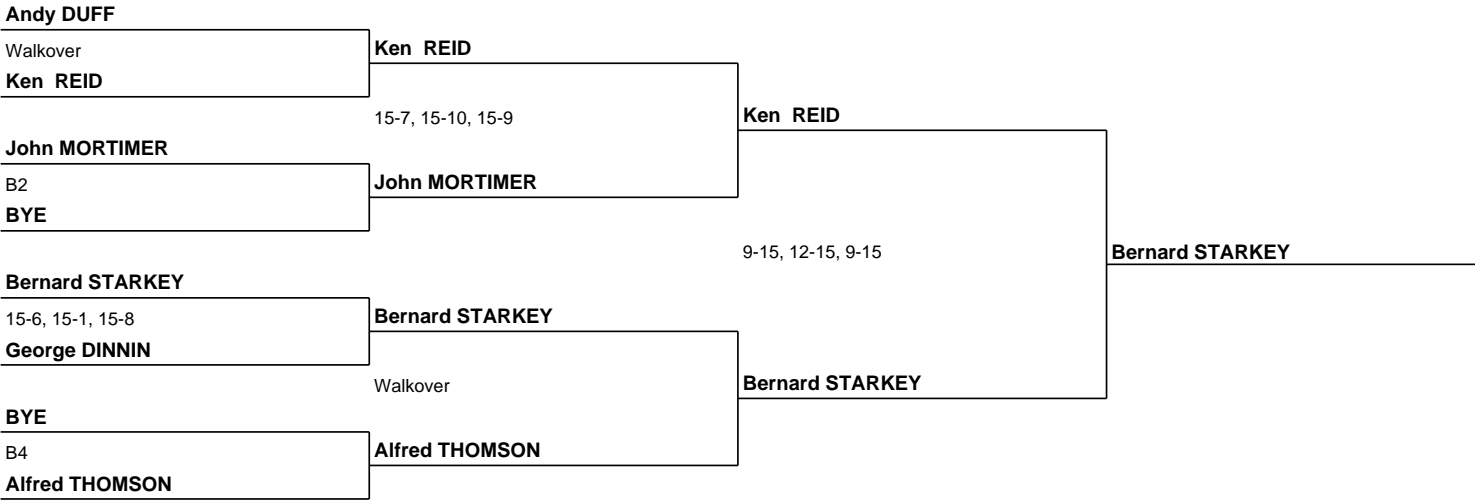 Andy DUFF
Walkover
Ken REID
Ken REID
15-7, 15-10, 15-9
Ken REID
John MORTIMER
B2
John MORTIMER
BYE
9-15, 12-15, 9-15
Bernard STARKEY
Bernard STARKEY
15-6, 15-1, 15-8
Bernard STARKEY
George DINNIN
Walkover
Bernard STARKEY
BYE
B4
Alfred THOMSON
Alfred THOMSON